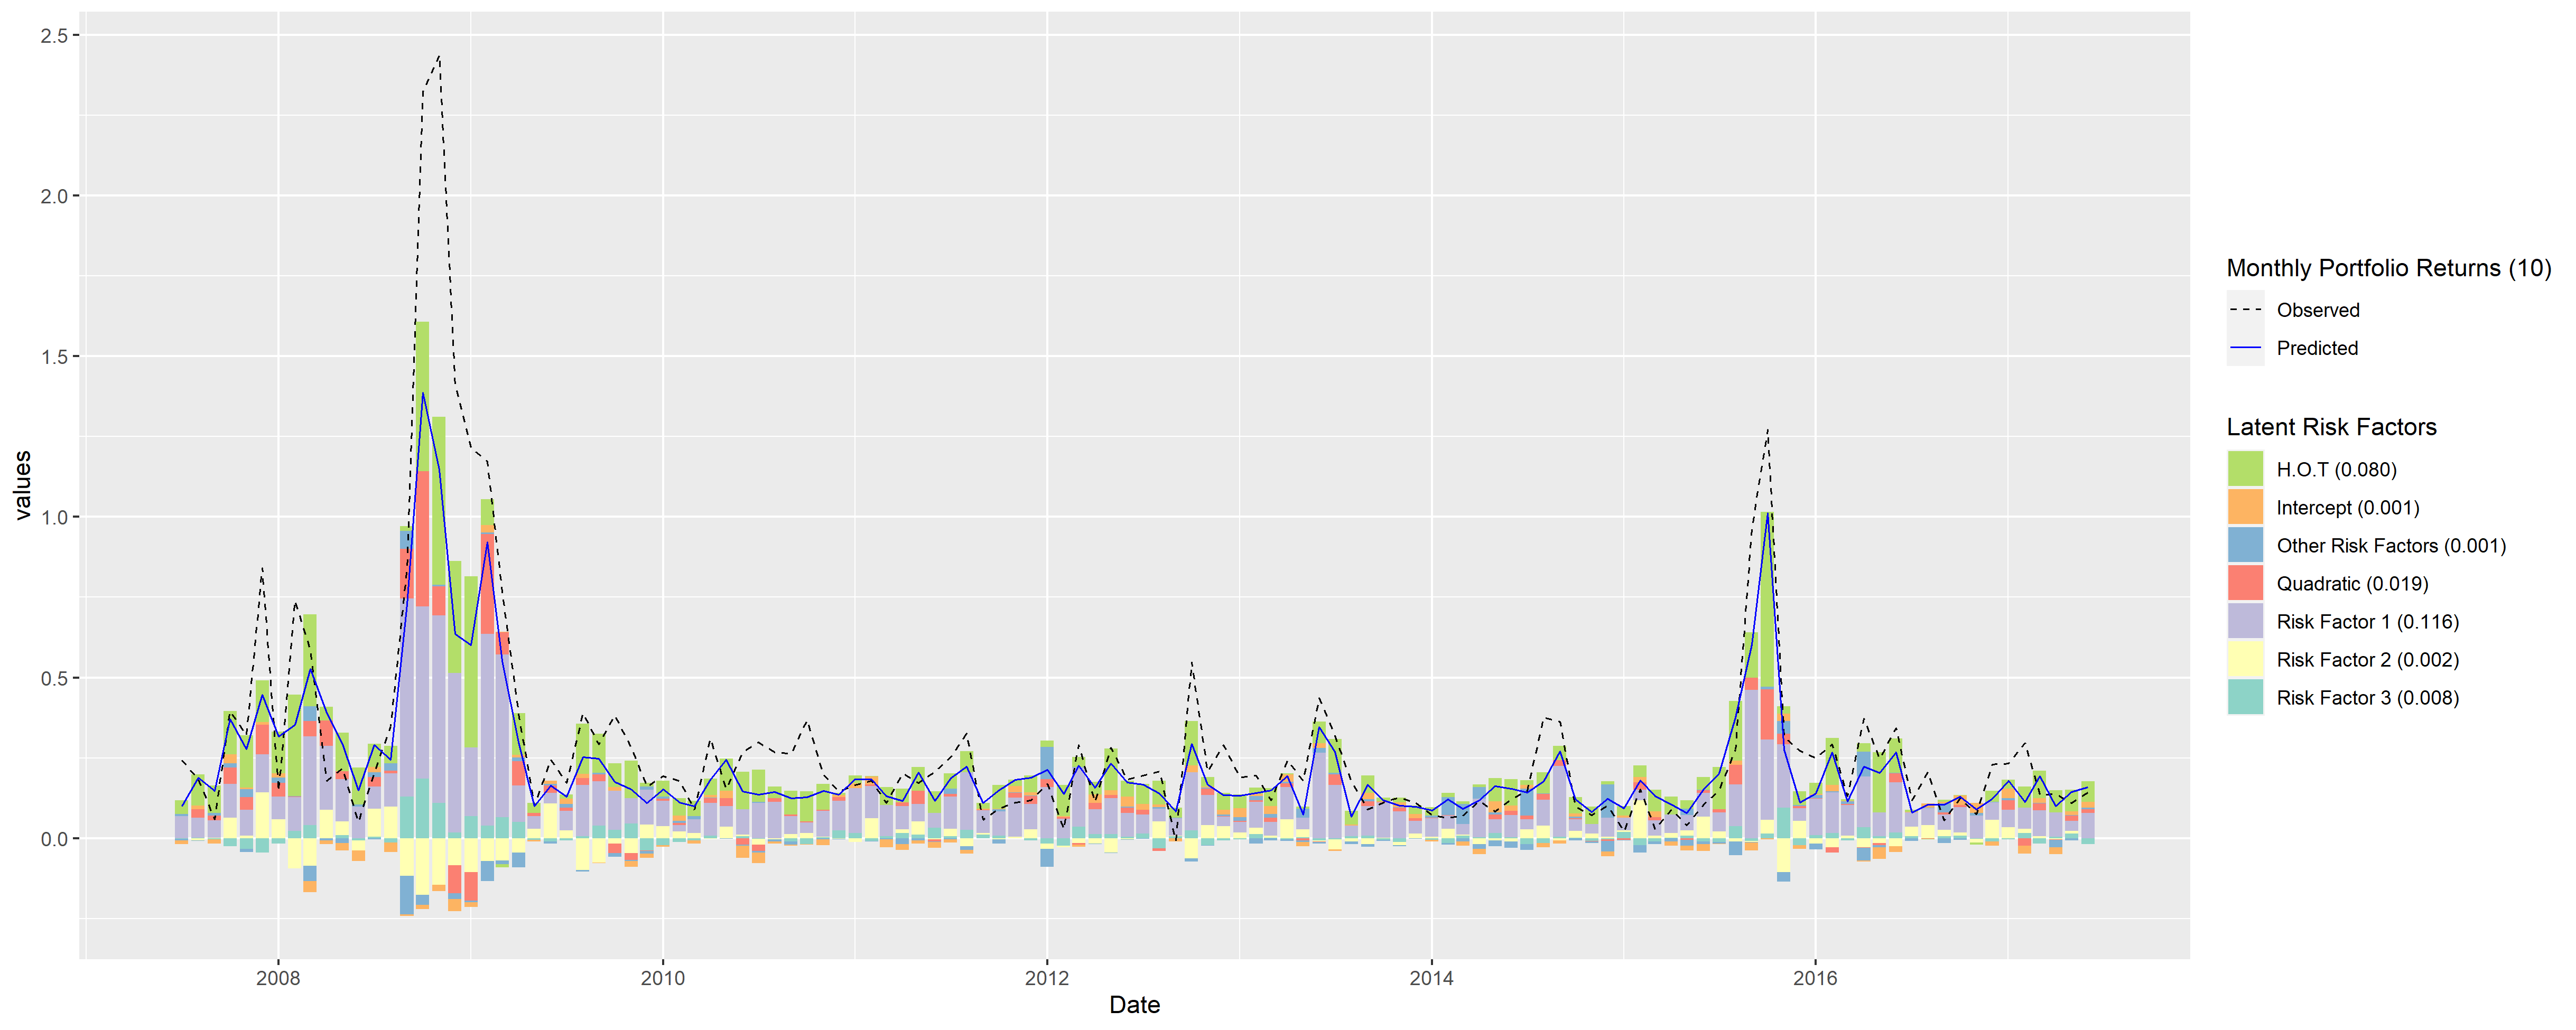 2.5
2.0
1.5
1.0
0.5
0.0
values
2008
2010
2012
2014
2016
Date
Monthly Portfolio Returns (10)
Observed
Predicted
Latent Risk Factors
H.O.T (0.080)
Intercept (0.001)
Other Risk Factors (0.001)
Quadratic (0.019)
Risk Factor 1 (0.116)
Risk Factor 2 (0.002)
Risk Factor 3 (0.008)